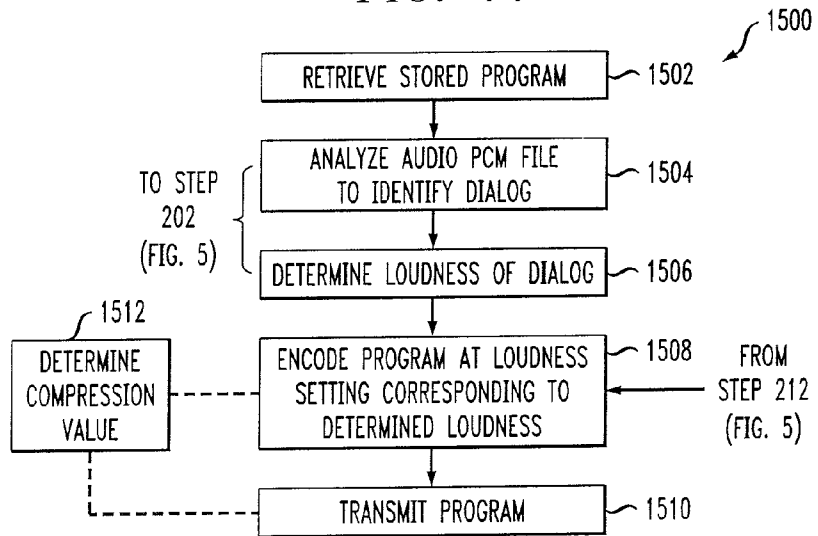 1500
RETRIEVE STORED PROGRAM
1502
ANALYZE AUDIO PCM FILE
TO IDENTIFY DIALOG
1504
TO STEP
202
(FIG. 5)
DETERMINE LOUDNESS OF DIALOG
1506
1512
DETERMINE
COMPRESSION
VALUE
ENCODE PROGRAM AT LOUDNESS
SETTING CORRESPONDING TO
DETERMINED LOUDNESS
1508
FROM
STEP 212
(FIG. 5)
TRANSMIT PROGRAM
1510